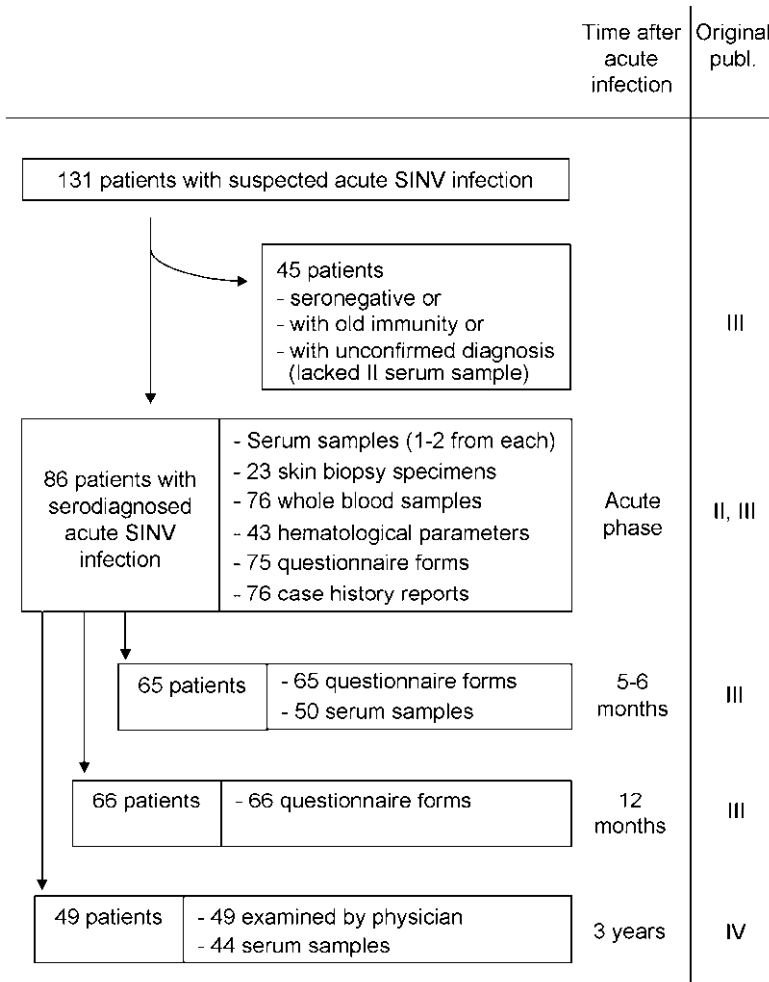 Time after
acute
infection
Original
publ.
131 patients with suspected acute SINV infection
45 patients
- seronegative or
- with old immunity or
- with unconfirmed diagnosis
(lacked II serum sample)
III
86 patients with
serodiagnosed
acute SINV
infection
- Serum samples (1-2 from each)
- 23 skin biopsy specimens
- 76 whole blood samples
- 43 hematological parameters
- 75 questionnaire forms
- 76 case history reports
Acute
phase
II, III
65 patients
- 65 questionnaire forms
- 50 serum samples
5-6
months
III
66 patients
- 66 questionnaire forms
12
months
III
49 patients
- 49 examined by physician
- 44 serum samples
3 years
IV